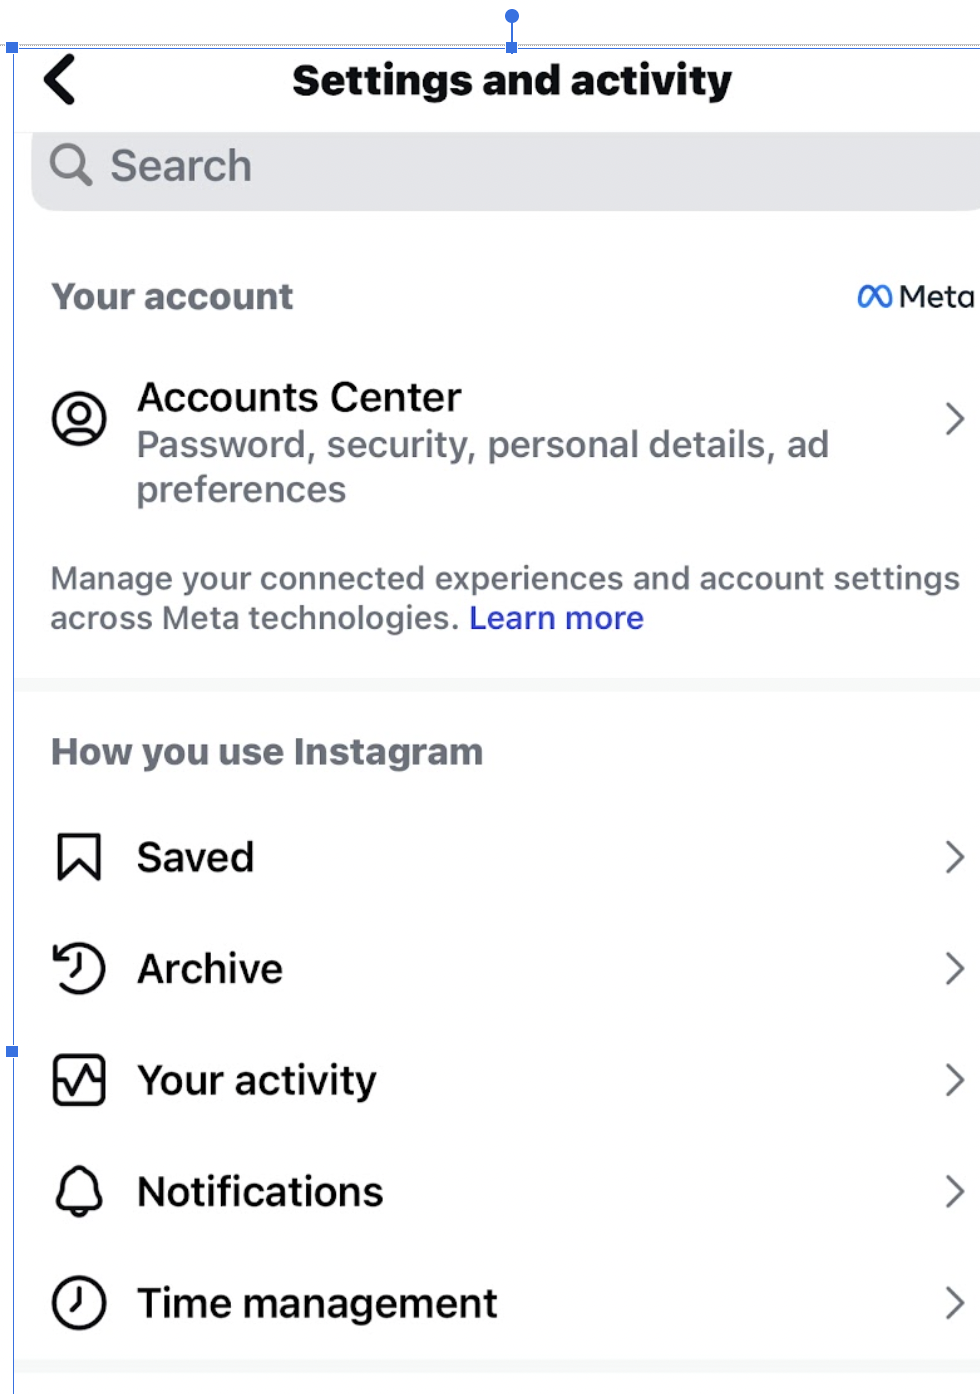 Settings and activity
Search
Your account
Meta
Accounts Center
Password, security, personal details, ad
preferences
Manage your connected experiences and account settings
across Meta technologies. Learn more
How you use Instagram
Saved
Archive
Your activity
Notifications
Time management